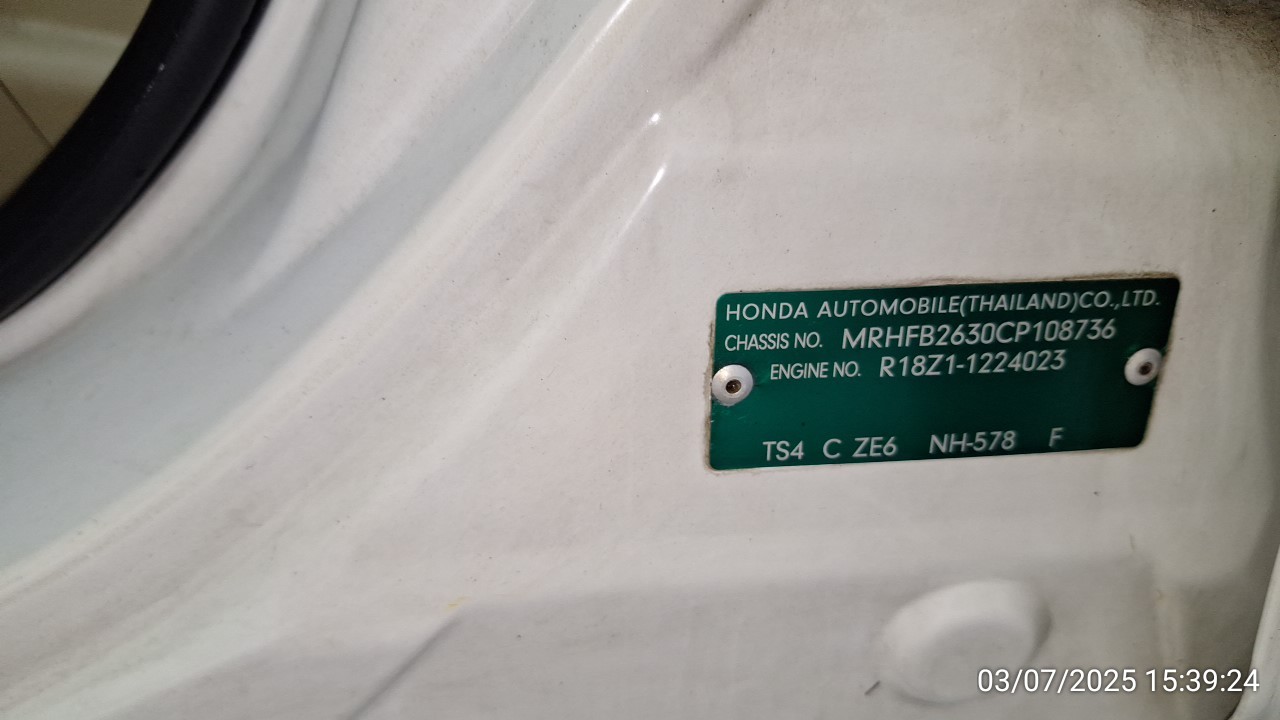 HONDA AUTOMOBILE(THAILAND)CO.,LTD.
CHASSIS NO. MRHFB2630CP108736
ENGINE NO. R18Z1-1224023
TS4 C ZE6 NH-578 F
03/07/2025 15:39:24